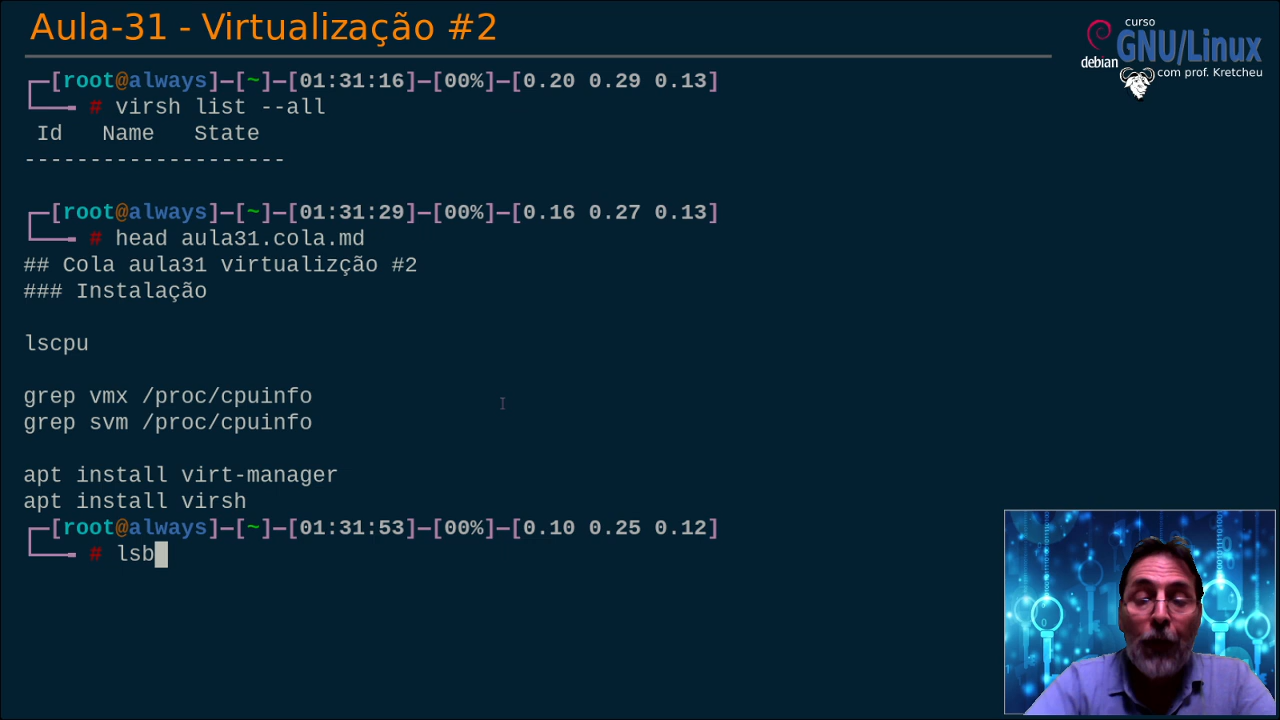 Aula-31 - Virtualização #2
curso
GNU/Linux
debian
com prof. Kretcheu
┌─[root@always]─[~]─[01:31:16]─[00%]─[0.20 0.29 0.13]
└──╼ # virsh list --all
 Id   Name   State
--------------------
┌─[root@always]─[~]─[01:31:29]─[00%]─[0.16 0.27 0.13]
└──╼ # head aula31.cola.md
## Cola aula31 virtualizção #2
### Instalação
lscpu
grep vmx /proc/cpuinfo
grep svm /proc/cpuinfo
apt install virt-manager
apt install virsh
┌─[root@always]─[~]─[01:31:53]─[00%]─[0.10 0.25 0.12]
└──╼ # lsb